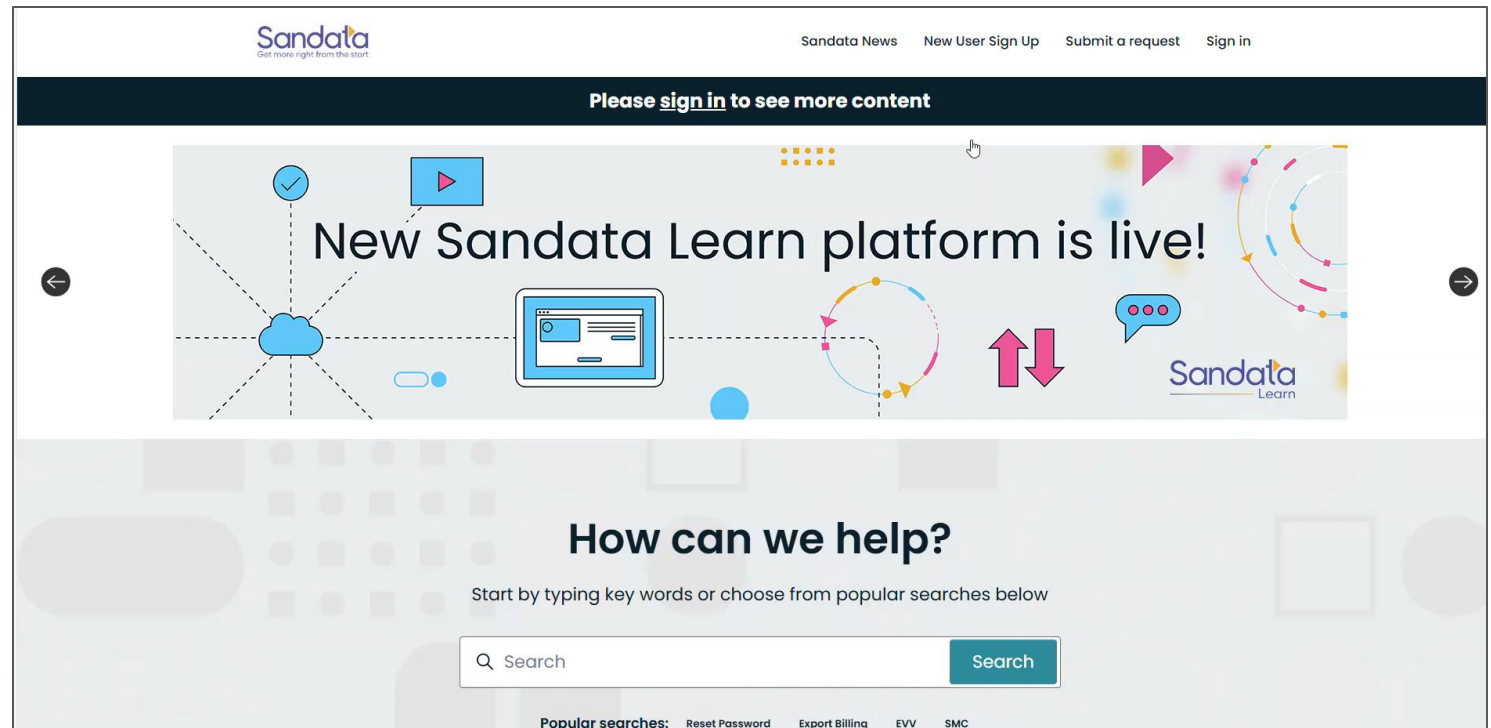 Sandata
Get more right from the start
Sandata News New User Sign Up Submit a request Sign in
Please sign in to see more content
New Sandata Learn platform is live!
Sandata
Learn
How can we help?
Start by typing key words or choose from popular searches below
Search Search
Popular searches: Reset Password Export Billing EVV SMC